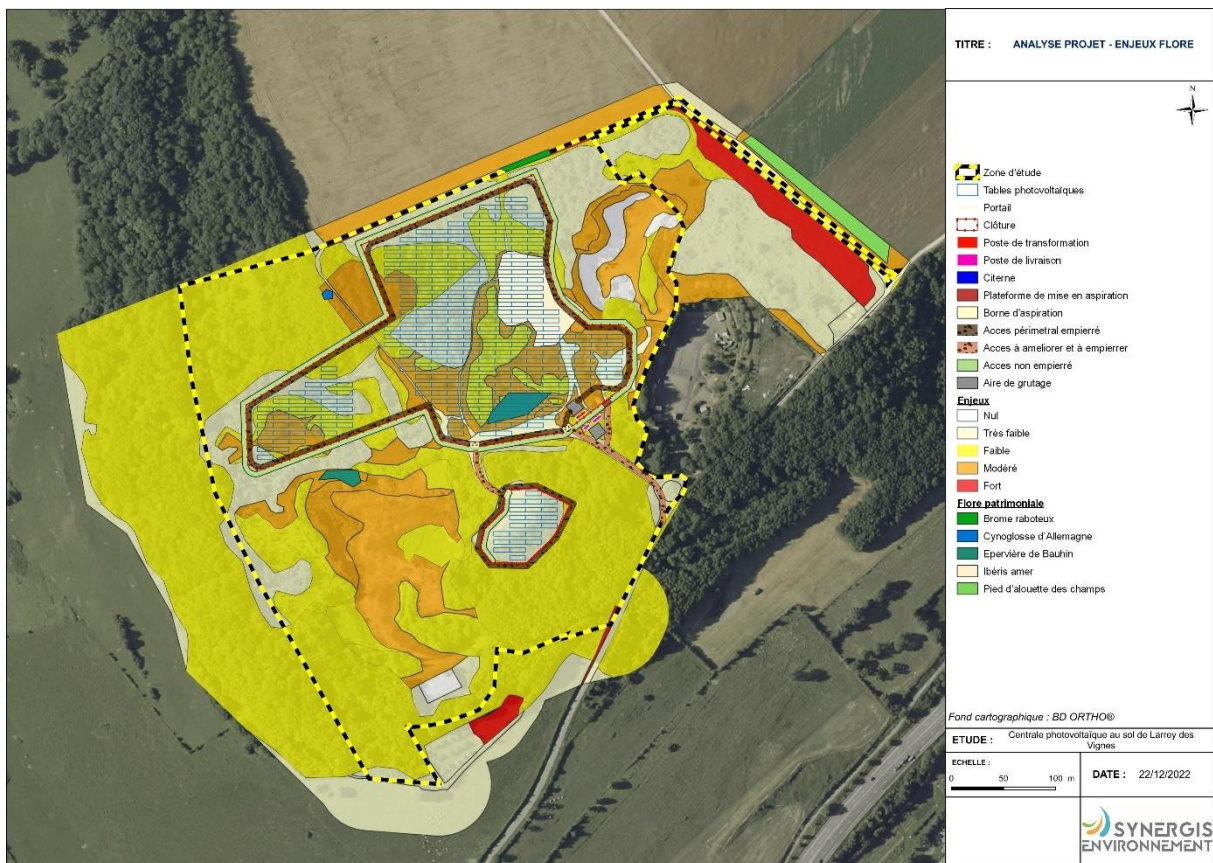 TITRE : ANALYSE PROJET - ENJEUX FLORE
N
Zone d'étude
Tables photovoltaïques
Portail
Clôture
Poste de transformation
Poste de livraison
Citerne
Plateforme de mise en aspiration
Borne d'aspiration
Acces périmetral empierré
Acces à ameliorer et à empierrer
Acces non empierré
Aire de grutage
Enjeux
Nul
Très faible
Faible
Modéré
Fort
Flore patrimoniale
Brome raboteux
Cynoglosse d'Allemagne
Epervière de Bauhin
Ibéris amer
Pied d'alouette des champs
Fond cartographique : BD ORTHO®
ETUDE : Centrale photovoltaïque au sol de Larrey des
Vignes
ECHELLE :
0 50 100 m
DATE : 22/12/2022
SYNERGIS
ENVIRONNEMENT